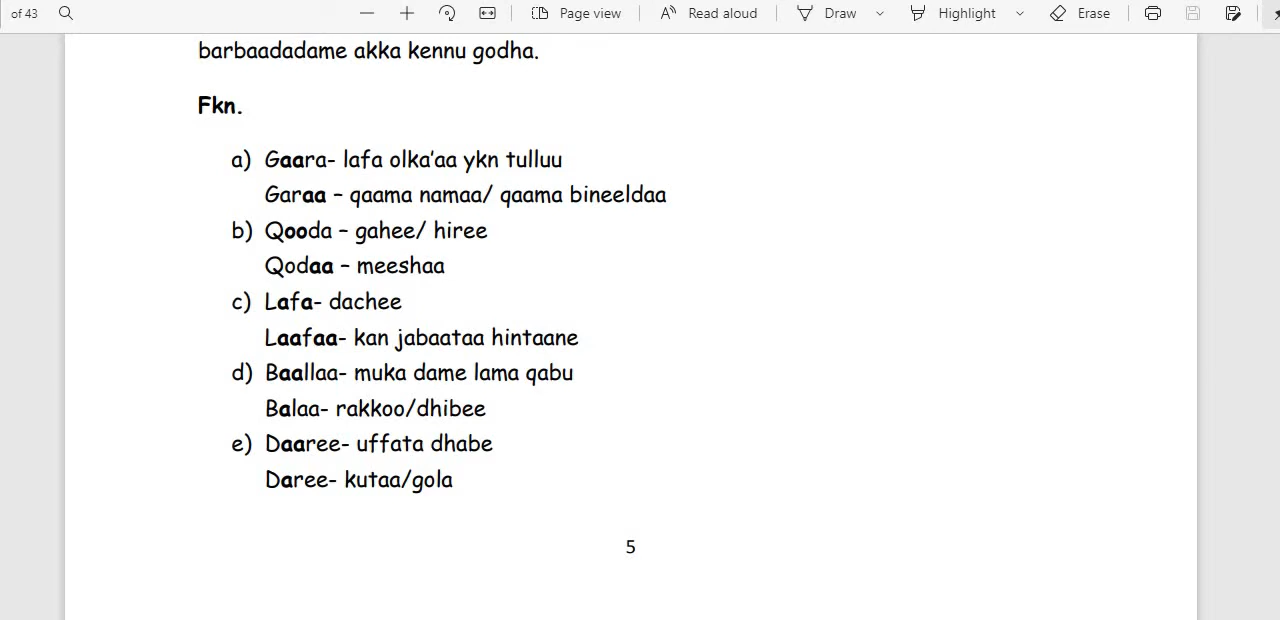 of 43 Page view Read aloud Draw Highlight Erase
barbaadadame akka kennu godha.
Fkn.
a) Gaara- lafa olka'aa ykn tulluu
Garaa – qaama namaa/ qaama bineeldaa
b) Qooda – gahee/ hiree
Qodaa – meeshaa
c) Lafa- dachee
Laafaa- kan jabaataa hintaane
d) Baallaa- muka dame lama qabu
Balaa- rakkoo/dhibee
e) Daaree- uffata dhabe
Daree- kutaa/gola
5